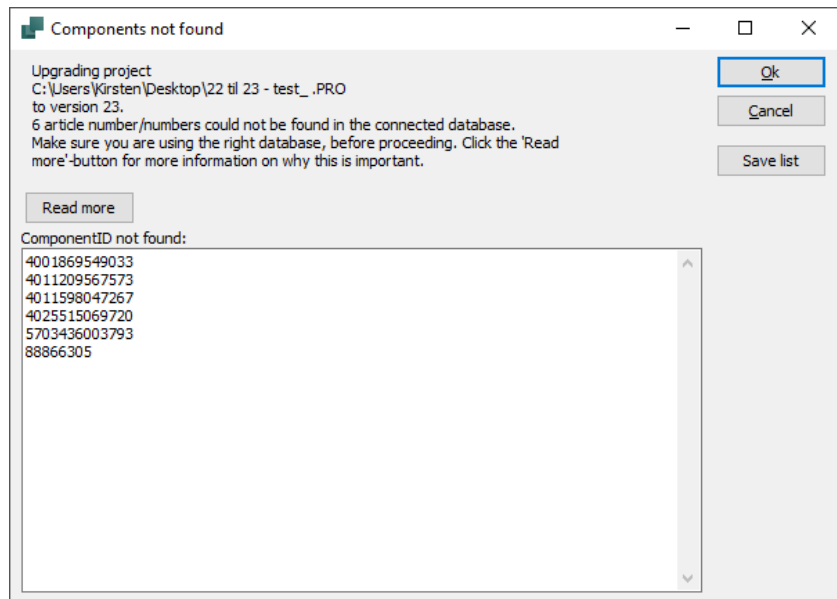 Components not found
Upgrading project
C:\Users\Kirsten\Desktop\22 til 23 - test_ .PRO
to version 23.
6 article number/numbers could not be found in the connected database.
Make sure you are using the right database, before proceeding. Click the 'Read
more'-button for more information on why this is important.
Ok
Cancel
Save list
Read more
ComponentID not found:
4001869549033
4011209567573
4011598047267
4025515069720
5703436003793
88866305